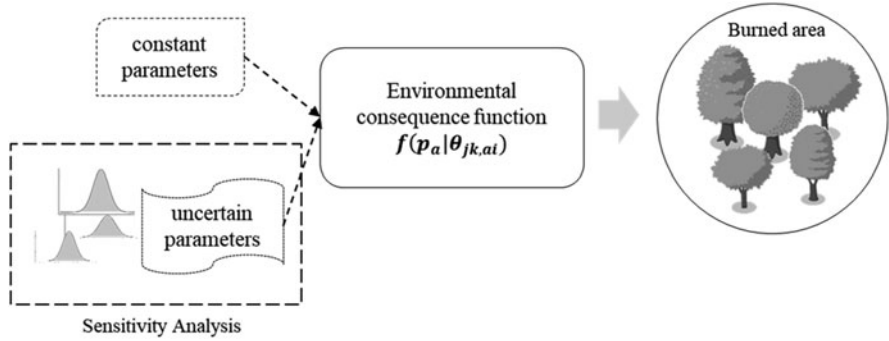 constant
parameters
Environmental
consequence function
f(pₐ|θⱼₖ,ₐᵢ)
Burned area
uncertain
parameters
Sensitivity Analysis